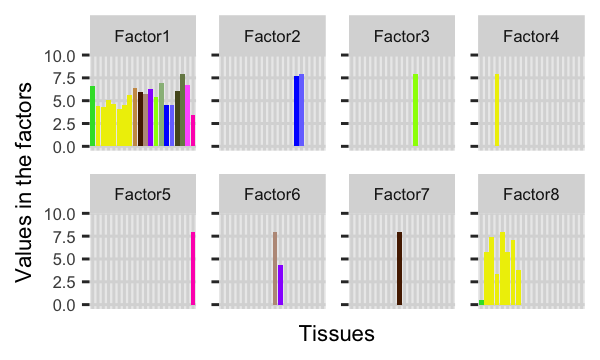 Factor1 Factor2 Factor3 Factor4
10.0
7.5
5.0
2.5
0.0
Factor5 Factor6 Factor7 Factor8
10.0
7.5
5.0
2.5
0.0
Values in the factors
Tissues